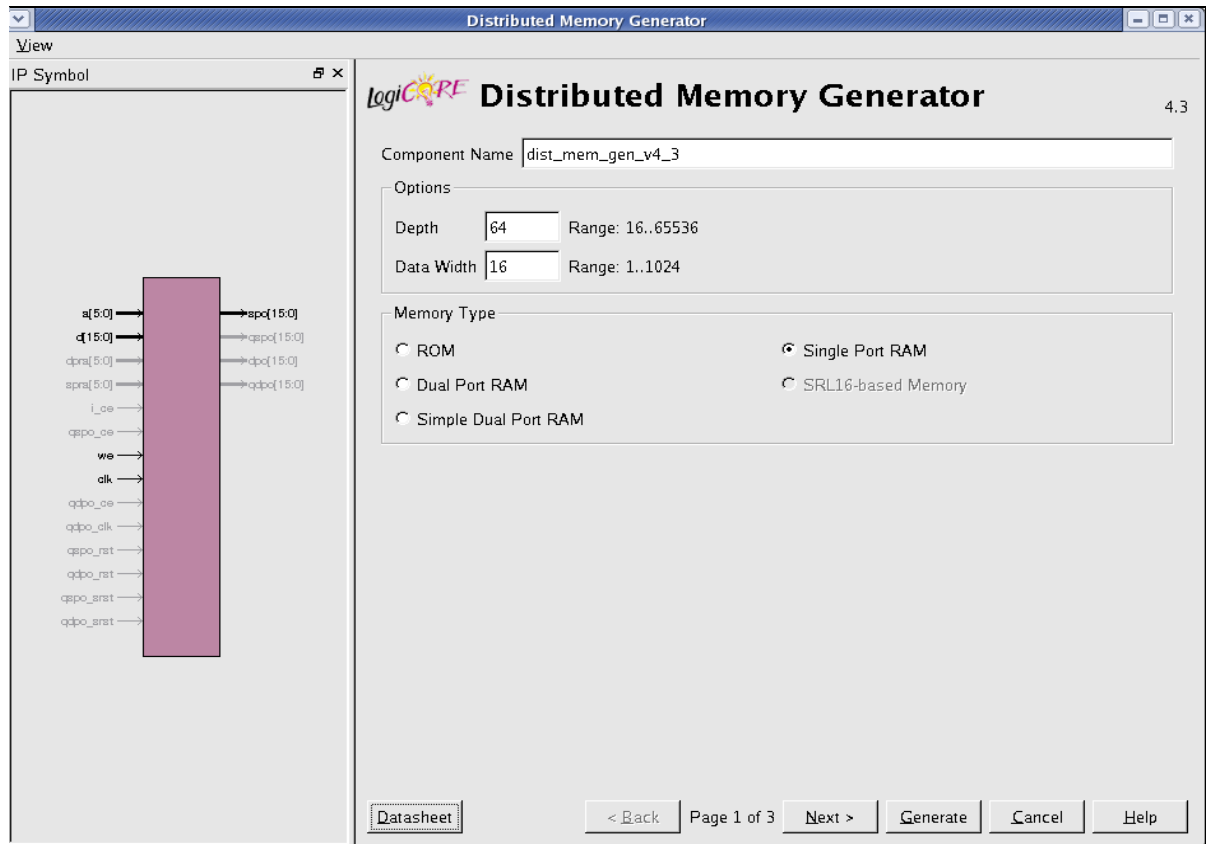 Distributed Memory Generator
View
IP Symbol
LogiCORE Distributed Memory Generator
4.3
Component Name dist_mem_gen_v4_3
Options
Depth 64 Range: 16..65536
Data Width 16 Range: 1..1024
Memory Type
ROM
Single Port RAM
Dual Port RAM
SRL16-based Memory
Simple Dual Port RAM
a[5:0] spo[15:0]
d[15:0] qspo[15:0]
dpra[5:0] dpo[15:0]
spra[5:0] qdpo[15:0]
i_ce
qspo_ce
we
clk
qdpo_ce
qdpo_clk
qspo_rst
qdpo_rst
qspo_srst
qdpo_srst
Datasheet < Back Page 1 of 3 Next > Generate Cancel Help